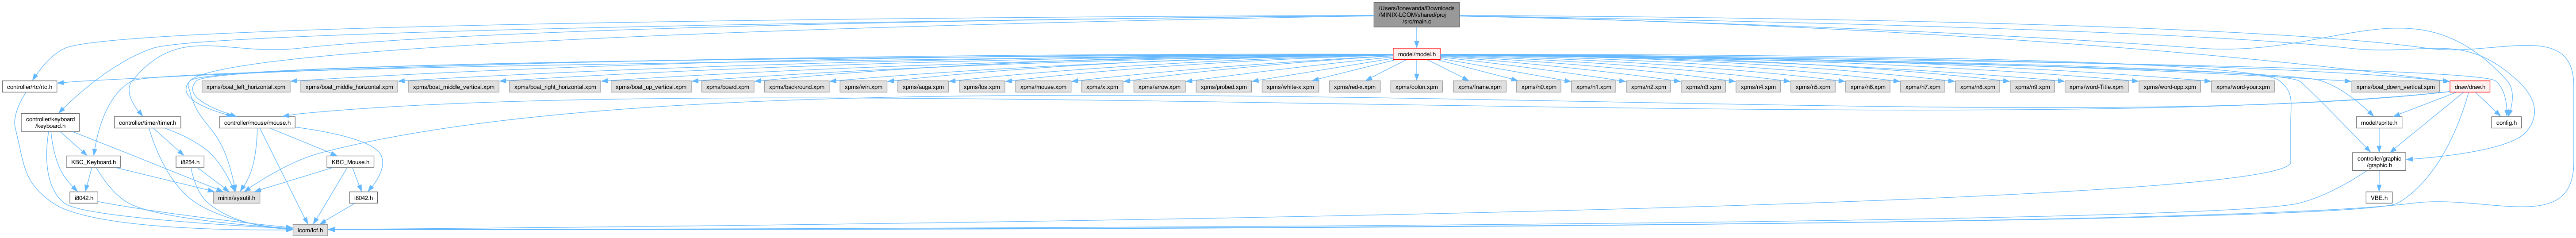 /Users/tonevanda/Downloads
/MINIX-LCOM/shared/proj
/src/main.c
model/model.h
controller/rtc/rtc.h
xpms/boat_left_horizontal.xpm
xpms/boat_middle_horizontal.xpm
xpms/boat_middle_vertical.xpm
xpms/boat_right_horizontal.xpm
xpms/boat_up_vertical.xpm
xpms/board.xpm
xpms/backround.xpm
xpms/win.xpm
xpms/auga.xpm
xpms/los.xpm
xpms/mouse.xpm
xpms/x.xpm
xpms/arrow.xpm
xpms/probed.xpm
xpms/white-x.xpm
xpms/red-x.xpm
xpms/colon.xpm
xpms/frame.xpm
xpms/n0.xpm
xpms/n1.xpm
xpms/n2.xpm
xpms/n3.xpm
xpms/n4.xpm
xpms/n5.xpm
xpms/n6.xpm
xpms/n7.xpm
xpms/n8.xpm
xpms/n9.xpm
xpms/word-Title.xpm
xpms/word-opp.xpm
xpms/word-your.xpm
xpms/boat_down_vertical.xpm
draw/draw.h
controller/keyboard
/keyboard.h
controller/timer/timer.h
controller/mouse/mouse.h
model/sprite.h
config.h
KBC_Keyboard.h
i8254.h
KBC_Mouse.h
controller/graphic
/graphic.h
i8042.h
minix/sysutil.h
i8042.h
VBE.h
lcom/lcf.h